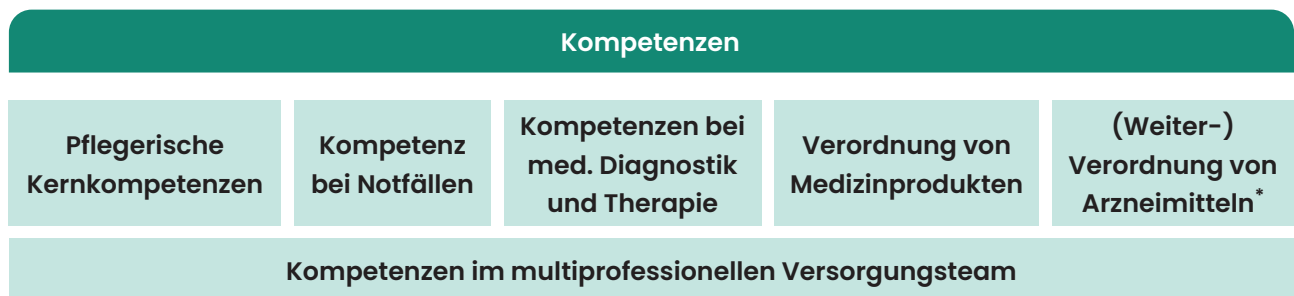 Kompetenzen
Pflegerische
Kernkompetenzen
Kompetenz
bei Notfällen
Kompetenzen bei
med. Diagnostik
und Therapie
Verordnung von
Medizinprodukten
(Weiter-)
Verordnung von
Arzneimitteln*
Kompetenzen im multiprofessionellen Versorgungsteam